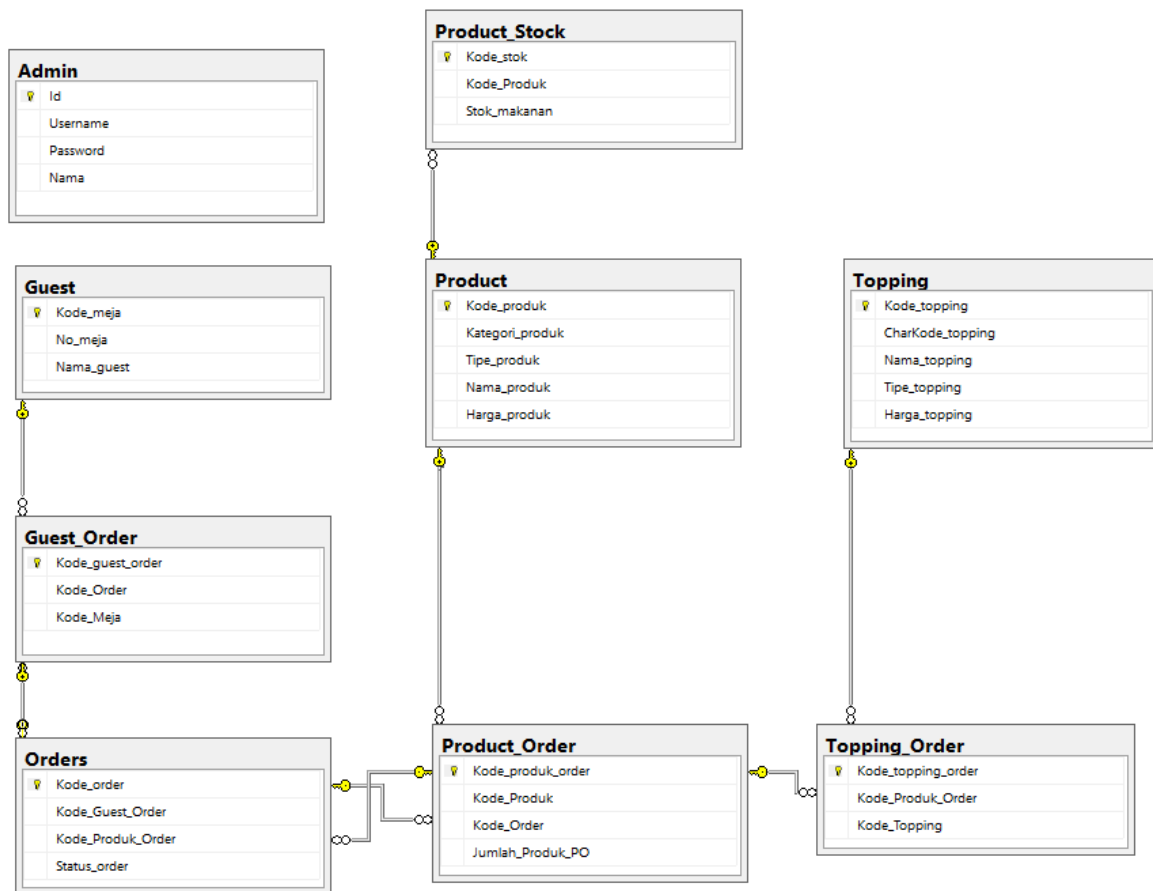 Admin
Id
Username
Password
Nama
Product_Stock
Kode_stok
Kode_Produk
Stok_makanan
Guest
Kode_meja
No_meja
Nama_guest
Product
Kode_produk
Kategori_produk
Tipe_produk
Nama_produk
Harga_produk
Topping
Kode_topping
CharKode_topping
Nama_topping
Tipe_topping
Harga_topping
Guest_Order
Kode_guest_order
Kode_Order
Kode_Meja
Orders
Kode_order
Kode_Guest_Order
Kode_Produk_Order
Status_order
Product_Order
Kode_produk_order
Kode_Produk
Kode_Order
Jumlah_Produk_PO
Topping_Order
Kode_topping_order
Kode_Produk_Order
Kode_Topping